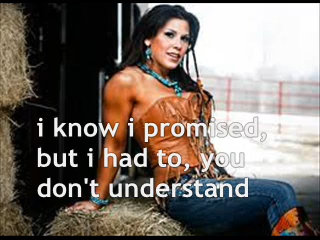 i know i promised,
but i had to, you
don't understand